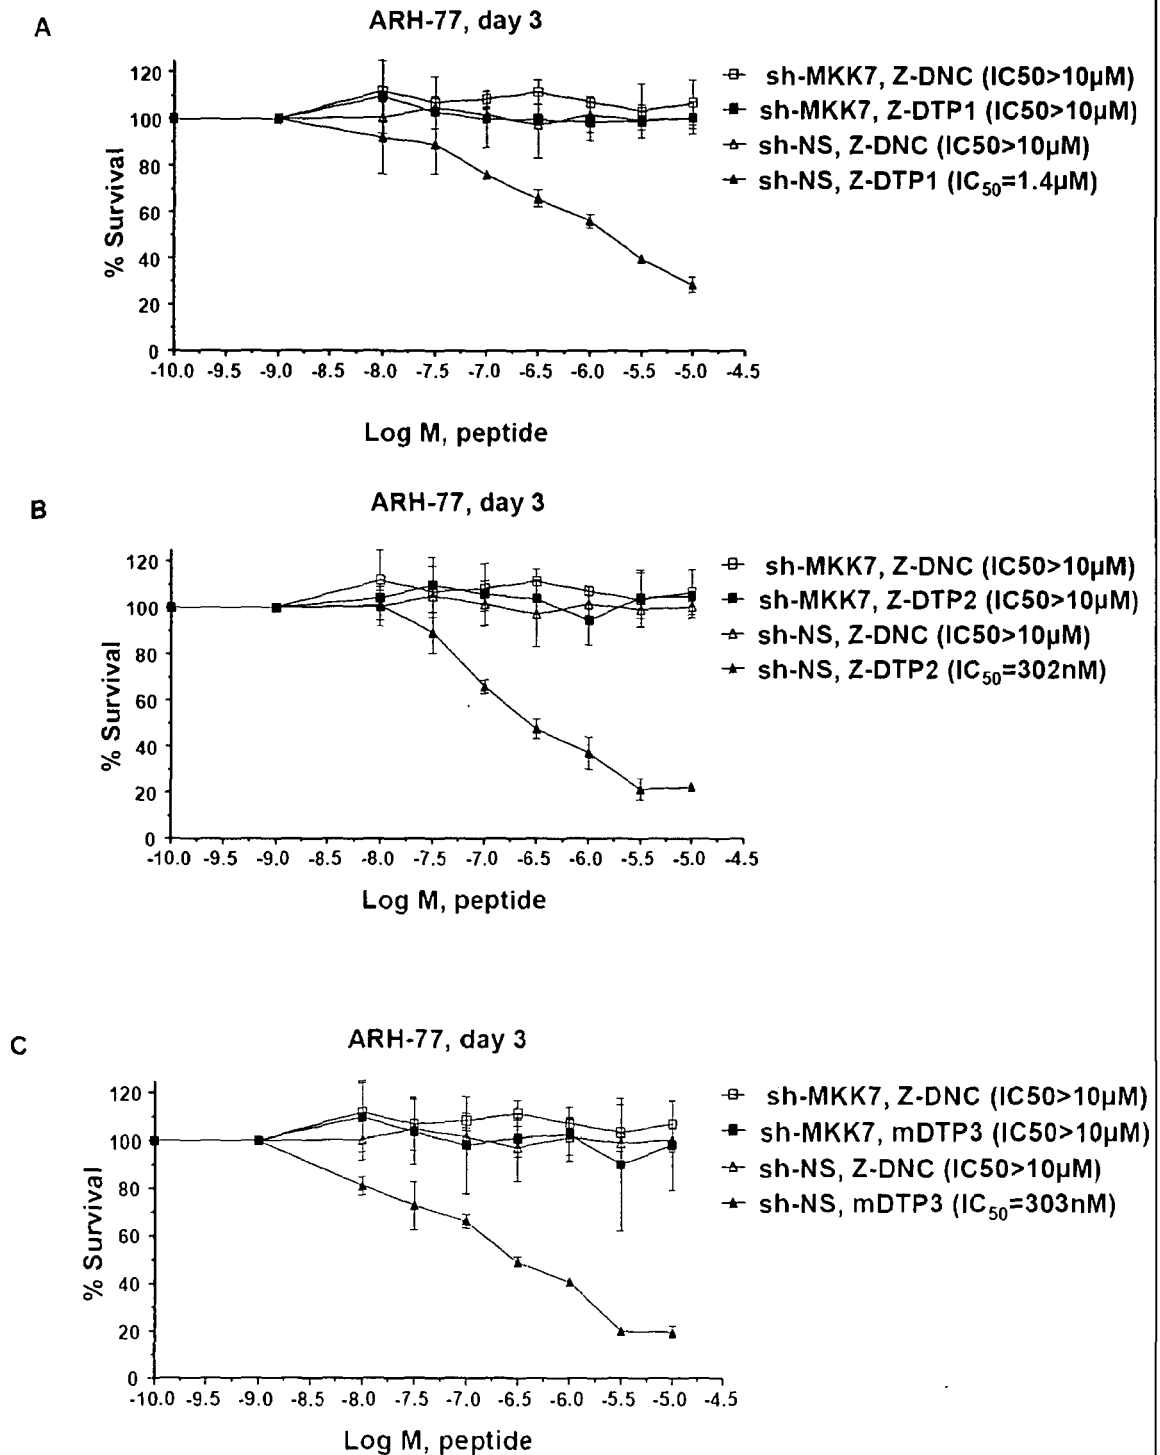 A
ARH-77, day 3
% Survival
120
100
80
60
40
20
0
-10.0 -9.5 -9.0 -8.5 -8.0 -7.5 -7.0 -6.5 -6.0 -5.5 -5.0 -4.5
Log M, peptide
sh-MKK7, Z-DNC (IC50>10µM)
sh-MKK7, Z-DTP1 (IC50>10µM)
sh-NS, Z-DNC (IC50>10µM)
sh-NS, Z-DTP1 (IC50=1.4µM)
B
ARH-77, day 3
% Survival
120
100
80
60
40
20
0
-10.0 -9.5 -9.0 -8.5 -8.0 -7.5 -7.0 -6.5 -6.0 -5.5 -5.0 -4.5
Log M, peptide
sh-MKK7, Z-DNC (IC50>10µM)
sh-MKK7, Z-DTP2 (IC50>10µM)
sh-NS, Z-DNC (IC50>10µM)
sh-NS, Z-DTP2 (IC50=302nM)
C
ARH-77, day 3
% Survival
120
100
80
60
40
20
0
-10.0 -9.5 -9.0 -8.5 -8.0 -7.5 -7.0 -6.5 -6.0 -5.5 -5.0 -4.5
Log M, peptide
sh-MKK7, Z-DNC (IC50>10µM)
sh-MKK7, mDTP3 (IC50>10µM)
sh-NS, Z-DNC (IC50>10µM)
sh-NS, mDTP3 (IC50=303nM)